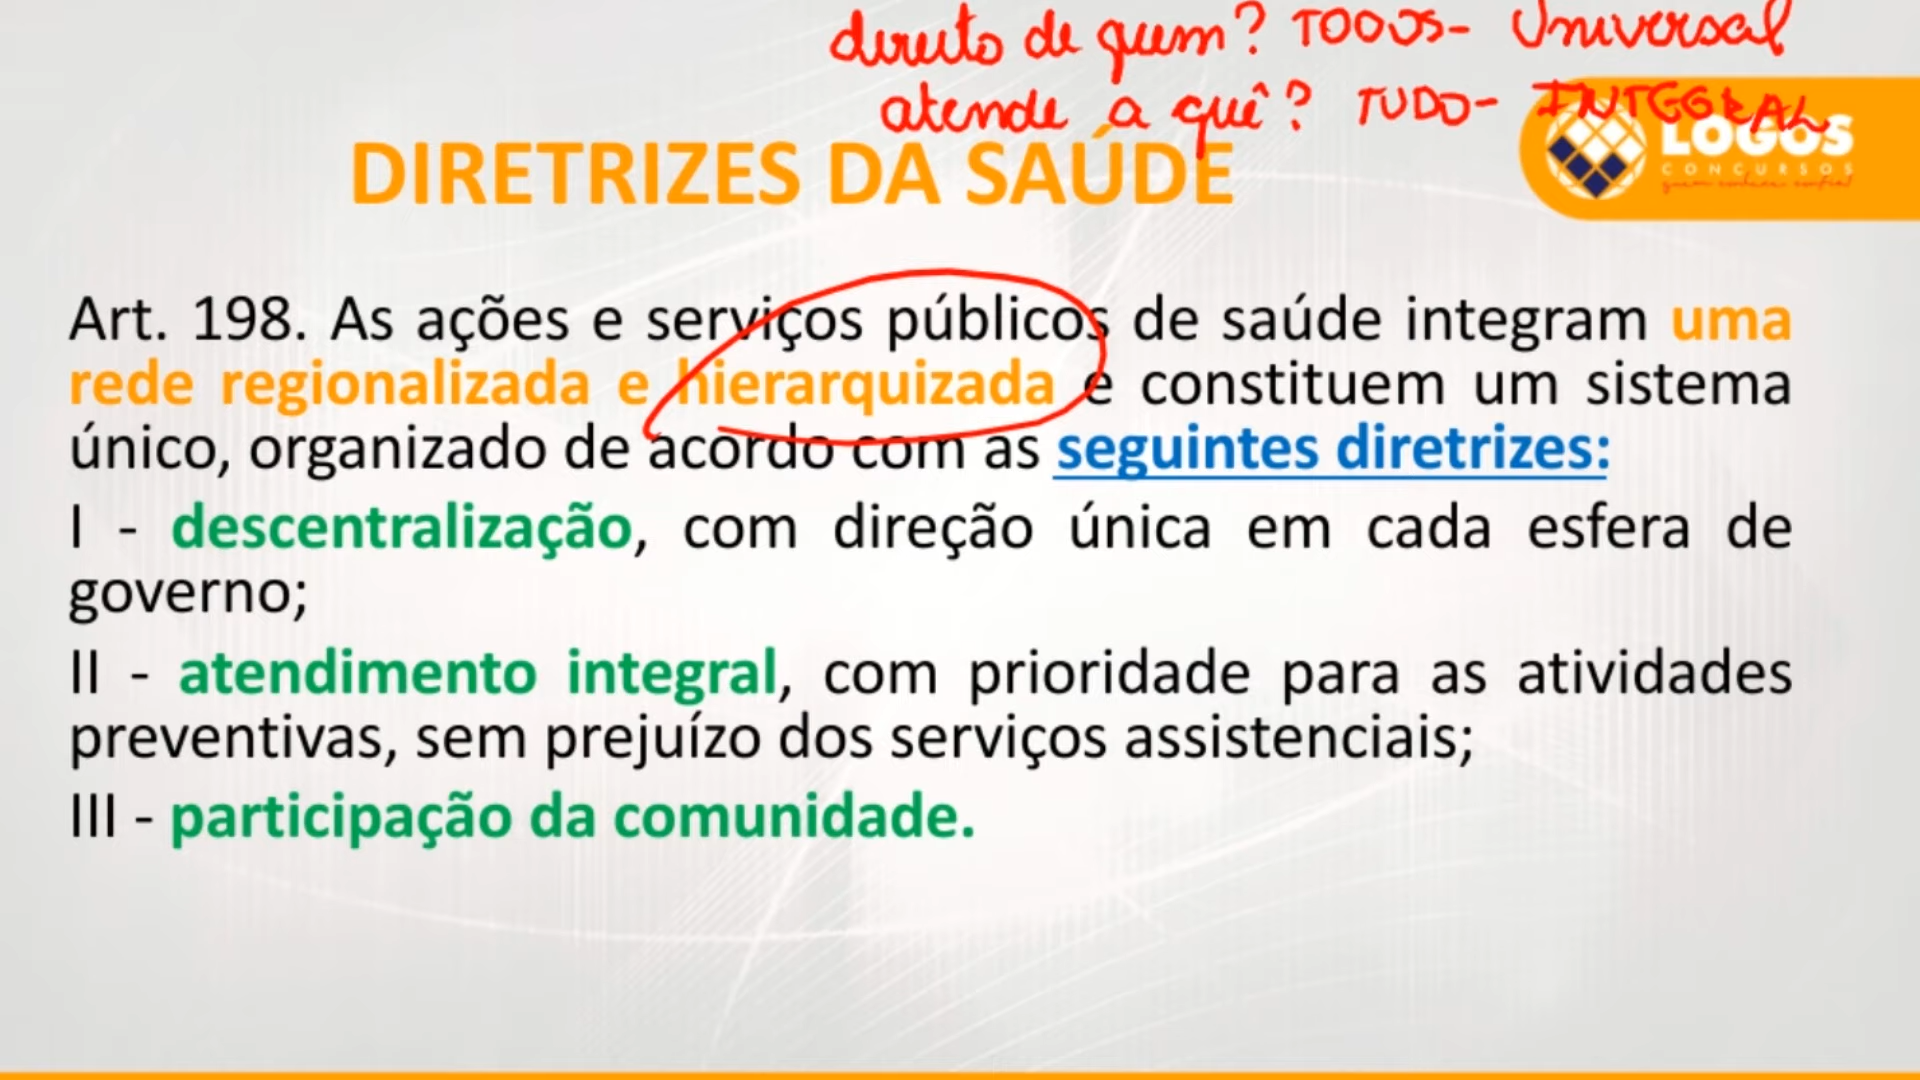 direito de quem? TODOS- Universal
atende a quê? TUDO- INTEGRAL
LOGOS
CONCURSOS
DIRETRIZES DA SAÚDE
Art. 198. As ações e serviços públicos de saúde integram uma
rede regionalizada e hierarquizada e constituem um sistema
único, organizado de acordo com as seguintes diretrizes:
I - descentralização, com direção única em cada esfera de
governo;
II - atendimento integral, com prioridade para as atividades
preventivas, sem prejuízo dos serviços assistenciais;
III - participação da comunidade.